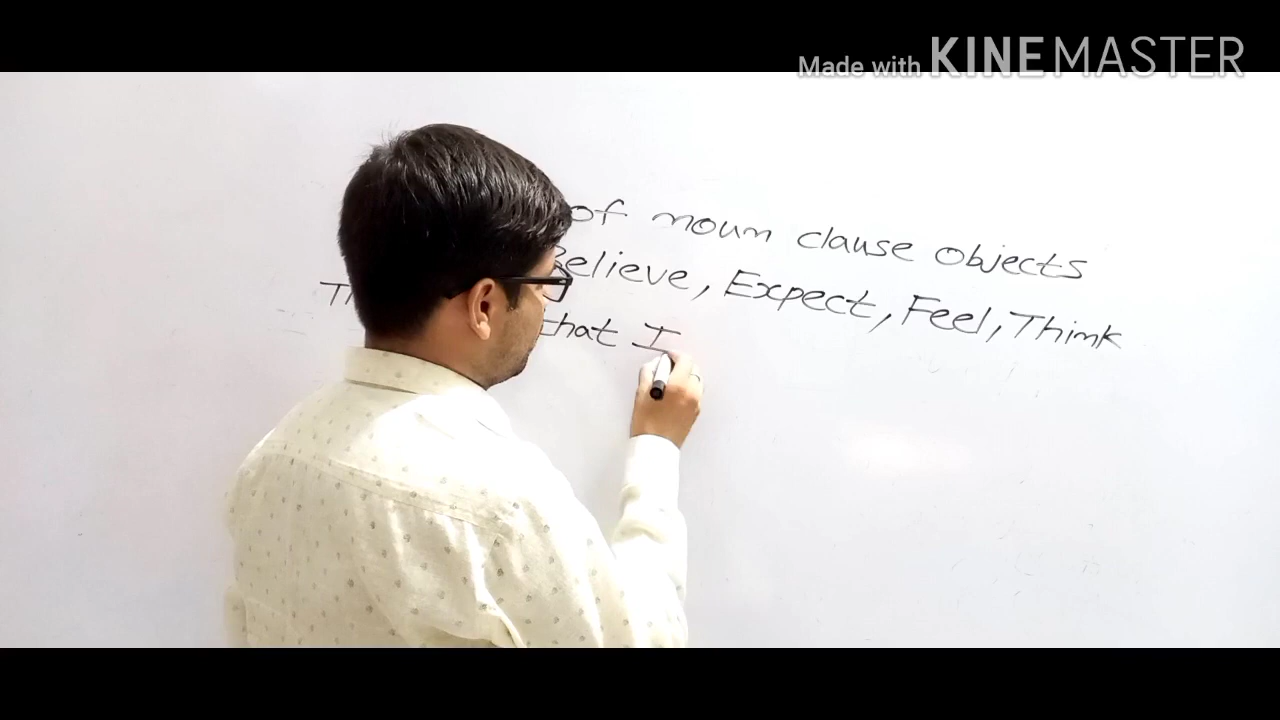 Made with KINEMASTER
of noun clause objects
Believe, Expect, Feel, Think
that I